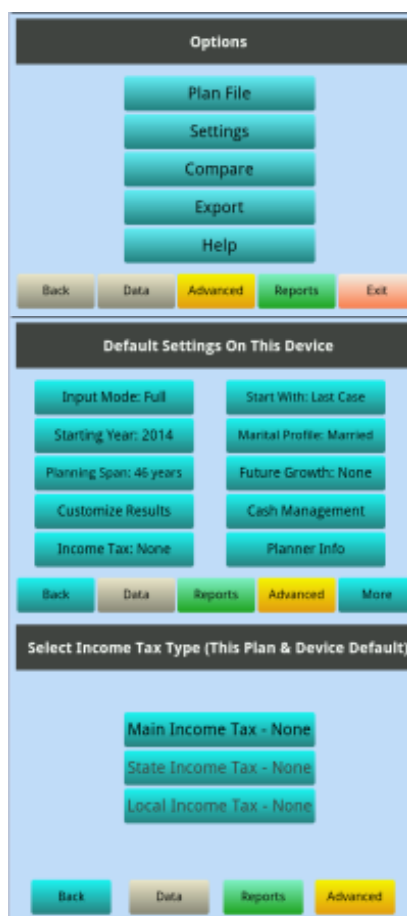 Options
Plan File
Settings
Compare
Export
Help
Back Data Advanced Reports Exit
Default Settings On This Device
Input Mode: Full Start With: Last Case
Starting Year: 2014 Marital Profile: Married
Planning Span: 46 years Future Growth: None
Customize Results Cash Management
Income Tax: None Planner Info
Back Data Reports Advanced More
Select Income Tax Type (This Plan & Device Default)
Main Income Tax - None
State Income Tax - None
Local Income Tax - None
Back Data Reports Advanced